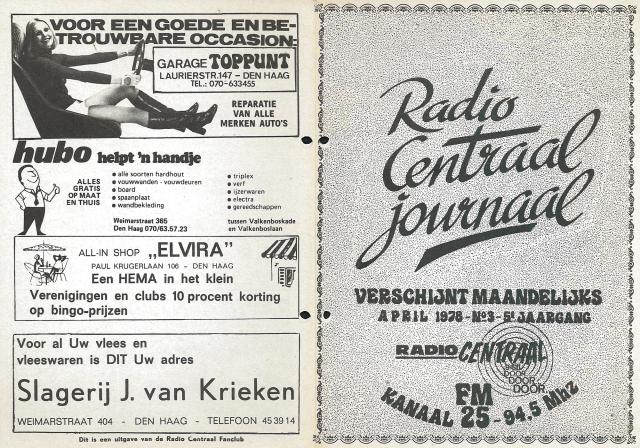 VOOR EEN GOEDE EN BE-
TROUWBARE OCCASION:
GARAGE TOPPUNT
LAURIERSTR.147 - DEN HAAG
TEL.: 070-633455
REPARATIE
VAN ALLE
MERKEN AUTO'S
hubo helpt 'n handje
ALLES
GRATIS
OP MAAT
EN THUIS
• alle soorten hardhout
• vouwwanden - vouwdeuren
• board
• spaanplaat
• wandbekleding
• triplex
• verf
• ijzerwaren
• electra
• gereedschappen
Weimarstraat 365
Den Haag 070/63.57.23
tussen Valkenboskade
en Valkenboslaan
ALL-IN SHOP „ELVIRA"
PAUL KRUGERLAAN 106 - DEN HAAG
Een HEMA in het klein
Verenigingen en clubs 10 procent korting
op bingo-prijzen
Voor al Uw vlees en
vleeswaren is DIT Uw adres
Slagerij J. van Krieken
WEIMARSTRAAT 404 - DEN HAAG - TELEFOON 45 39 14
Dit is een uitgave van de Radio Centraal Fanclub
Radio
Centraal
journaal
VERSCHIJNT MAANDELIJKS
APRIL 1978 - No 3 - 5e JAARGANG
RADIO CENTRAAL
DOOR
DOOR
DOOR
FM
KANAAL 25 - 94,5 Mhz